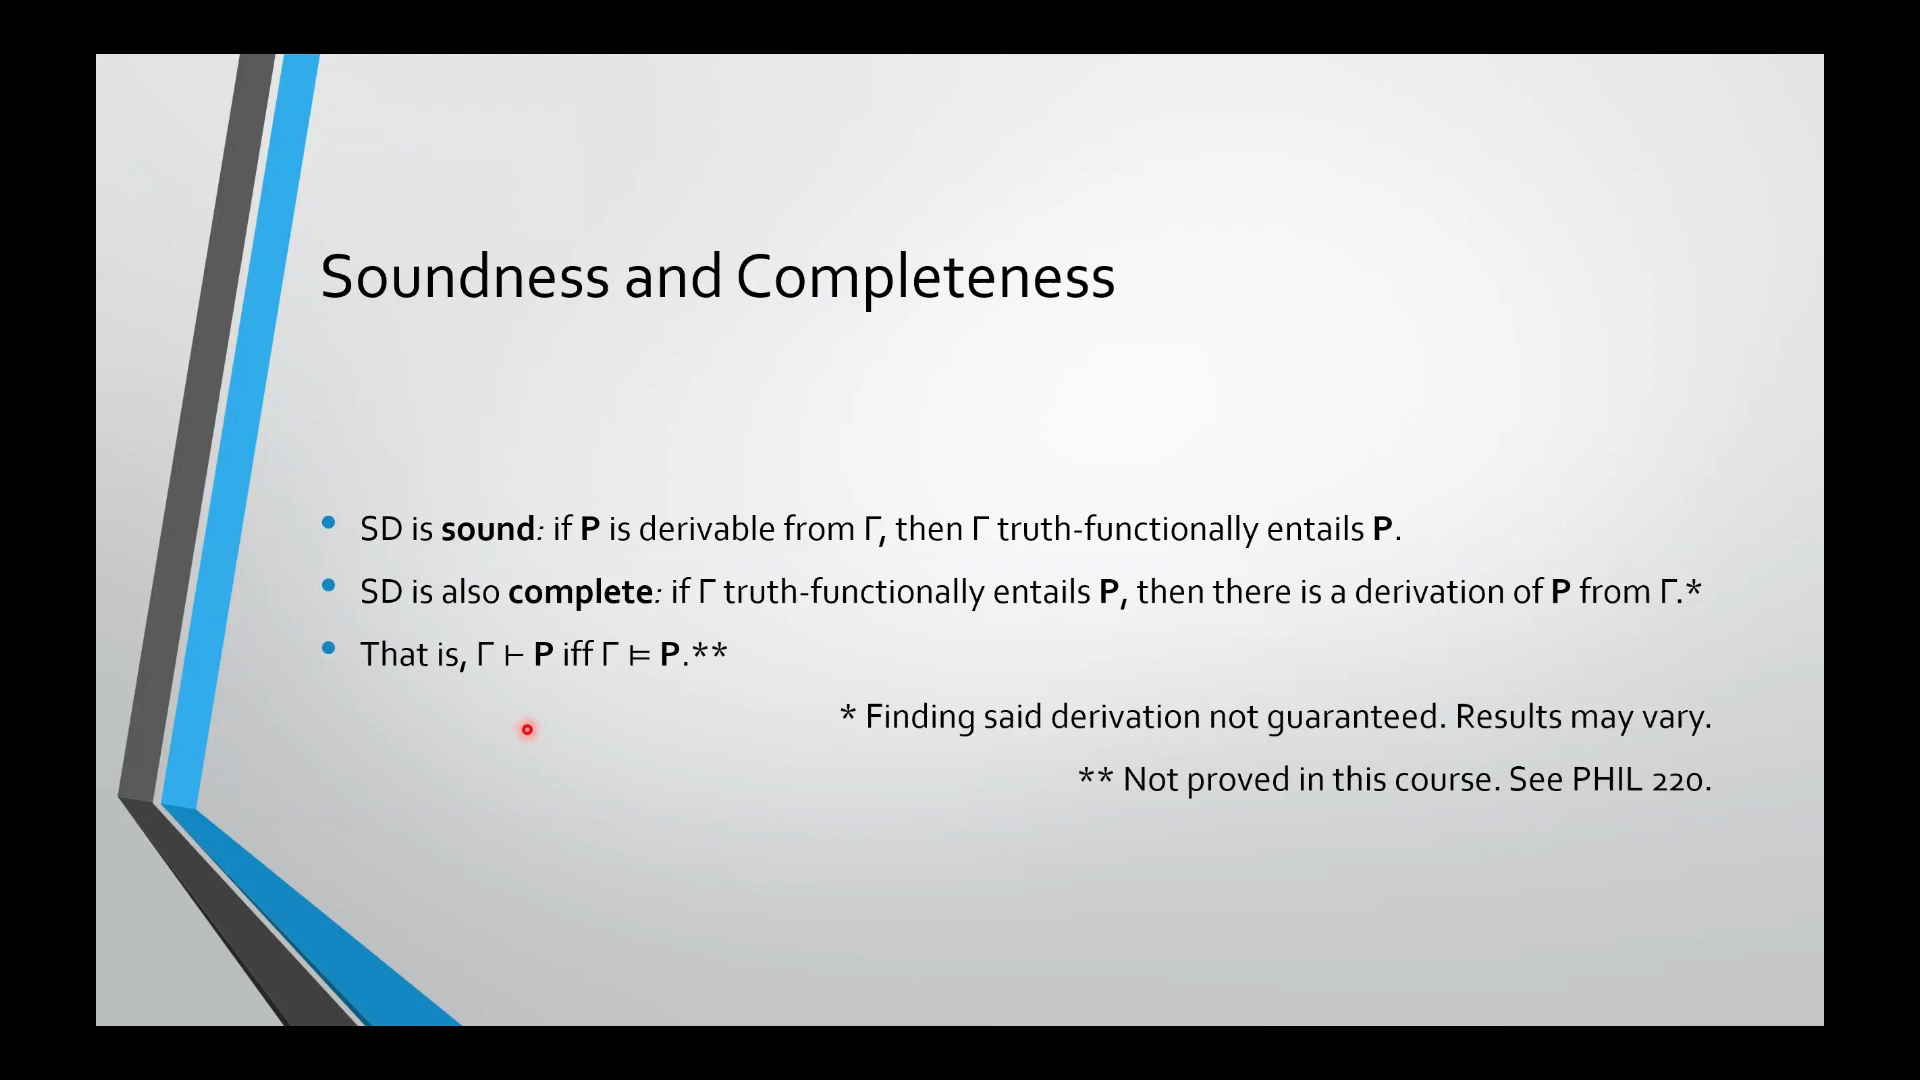 Soundness and Completeness
• SD is sound: if P is derivable from Γ, then Γ truth-functionally entails P.
• SD is also complete: if Γ truth-functionally entails P, then there is a derivation of P from Γ.*
• That is, Γ ⊢ P iff Γ ⊨ P.**
* Finding said derivation not guaranteed. Results may vary.
** Not proved in this course. See PHIL 220.